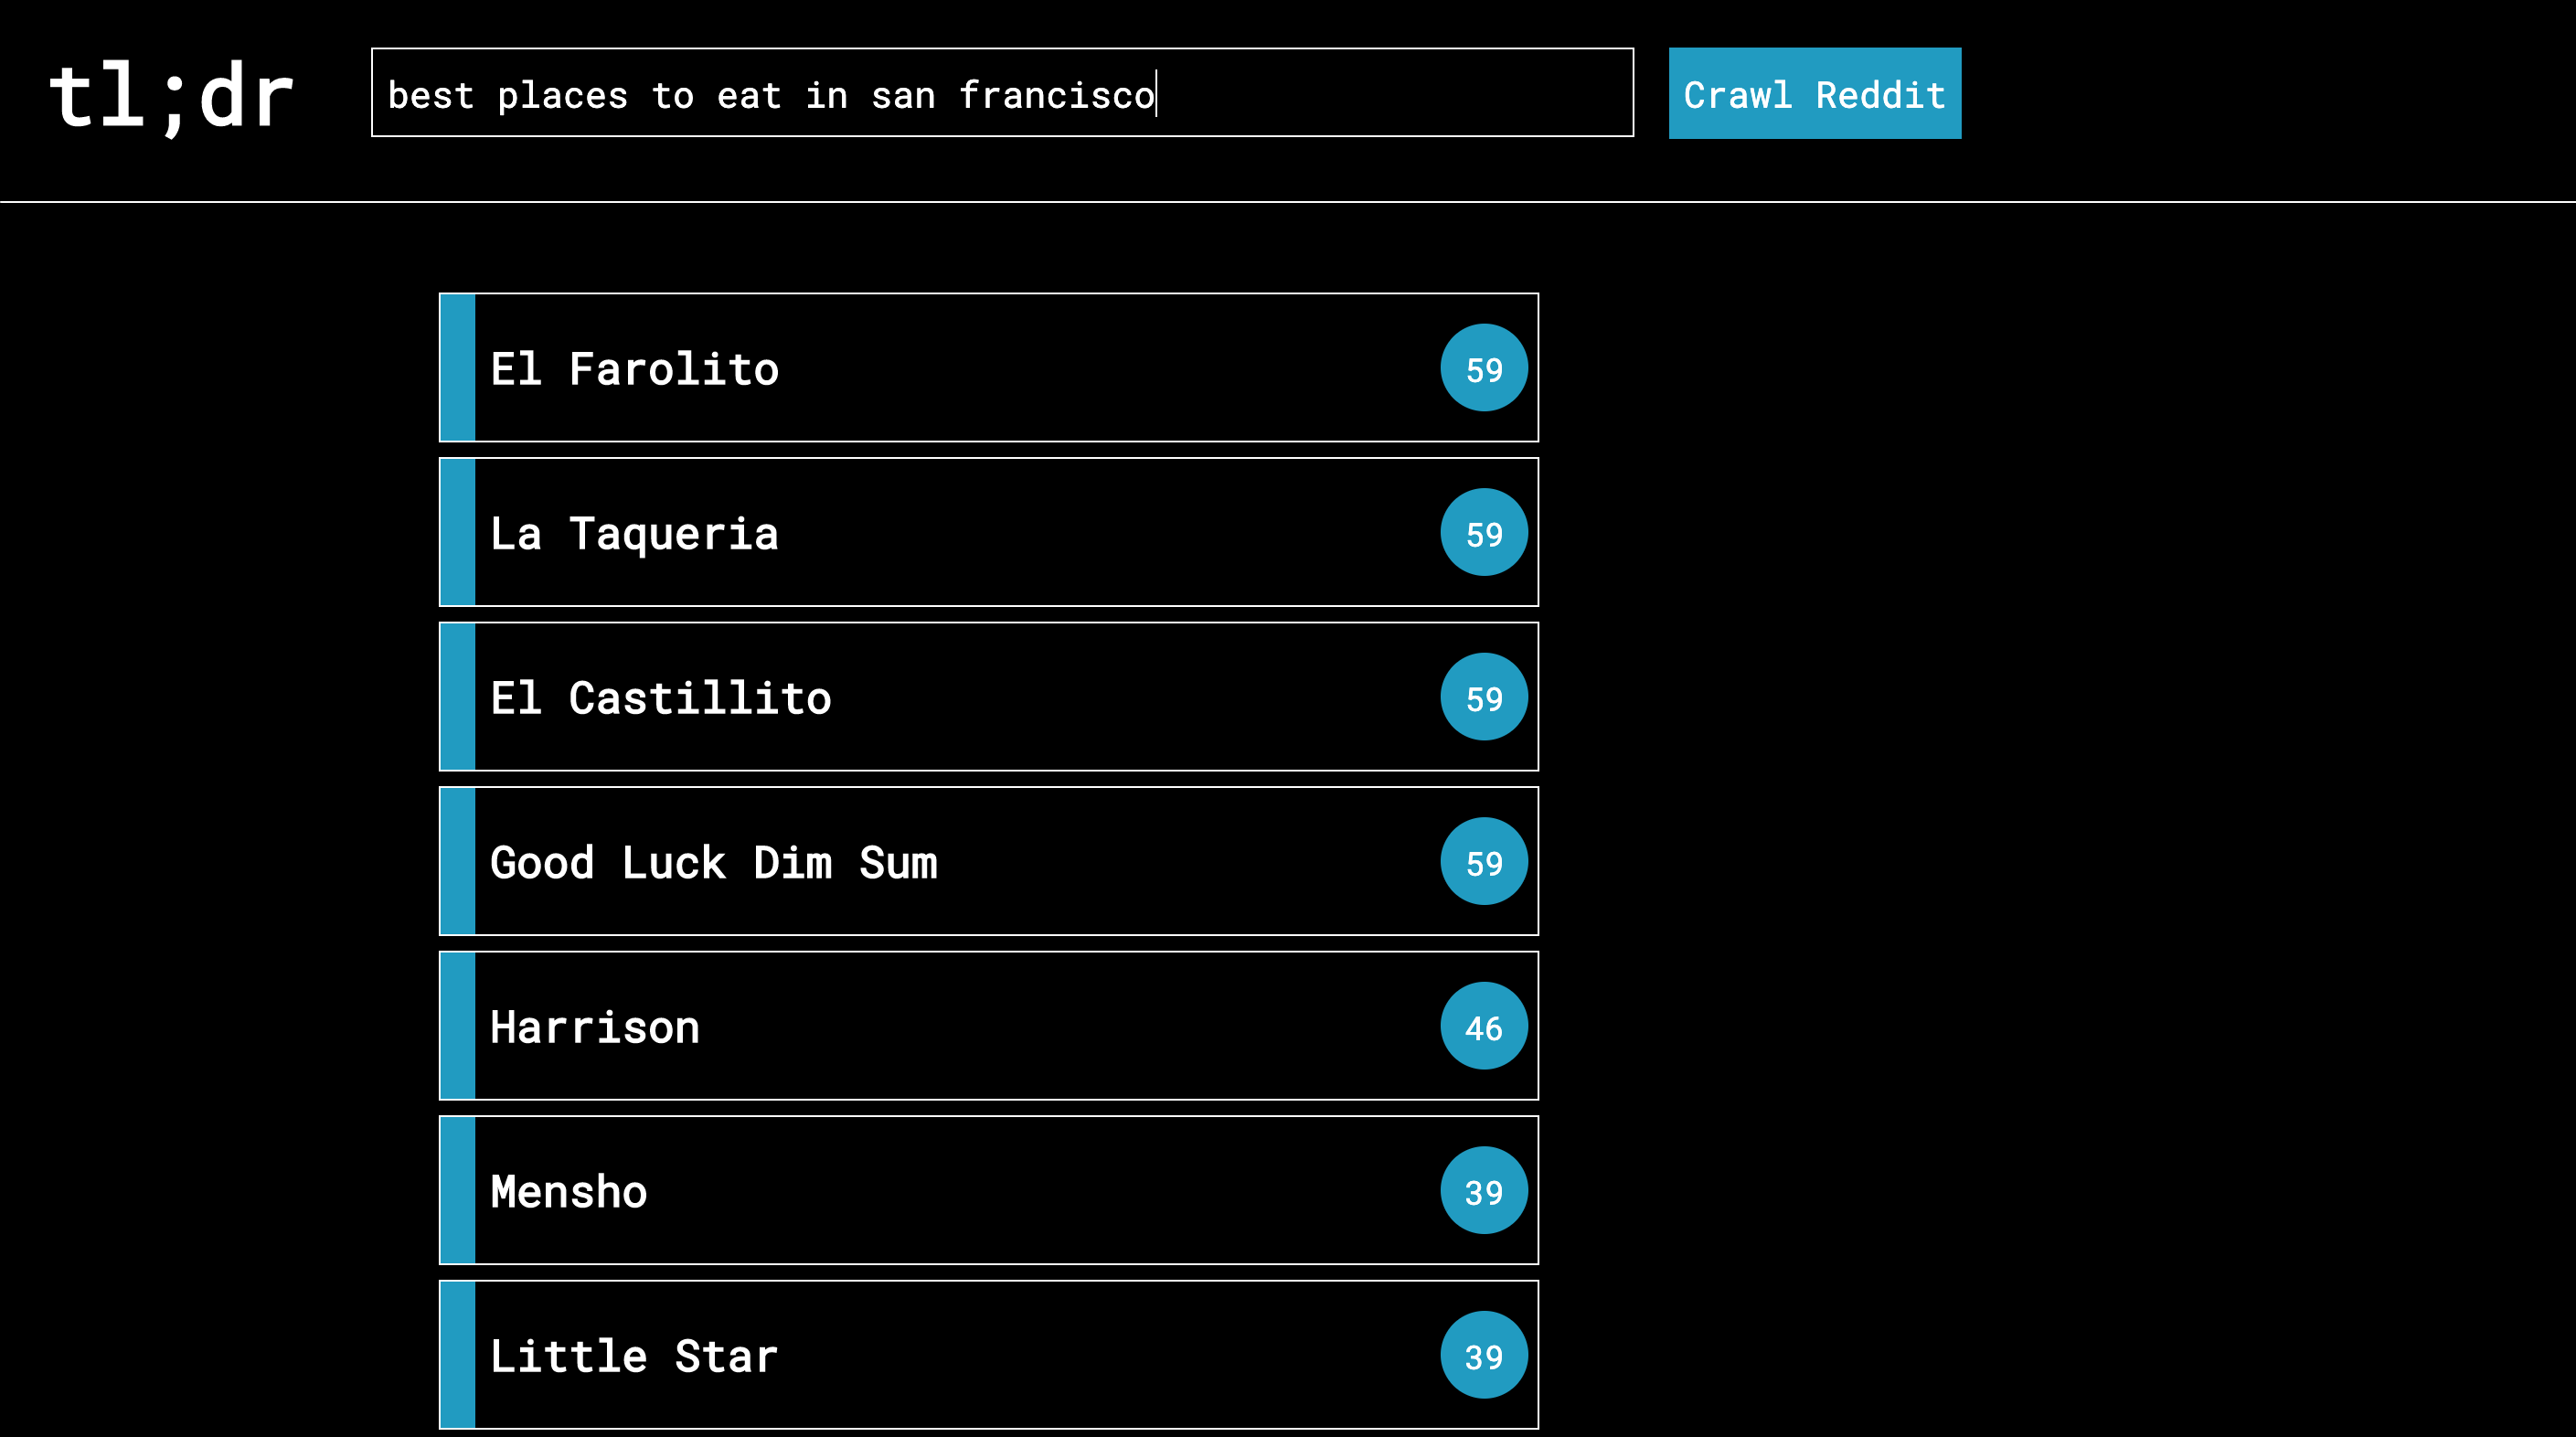 tl;dr
best places to eat in san francisco
Crawl Reddit
El Farolito
59
La Taqueria
59
El Castillito
59
Good Luck Dim Sum
59
Harrison
46
Mensho
39
Little Star
39